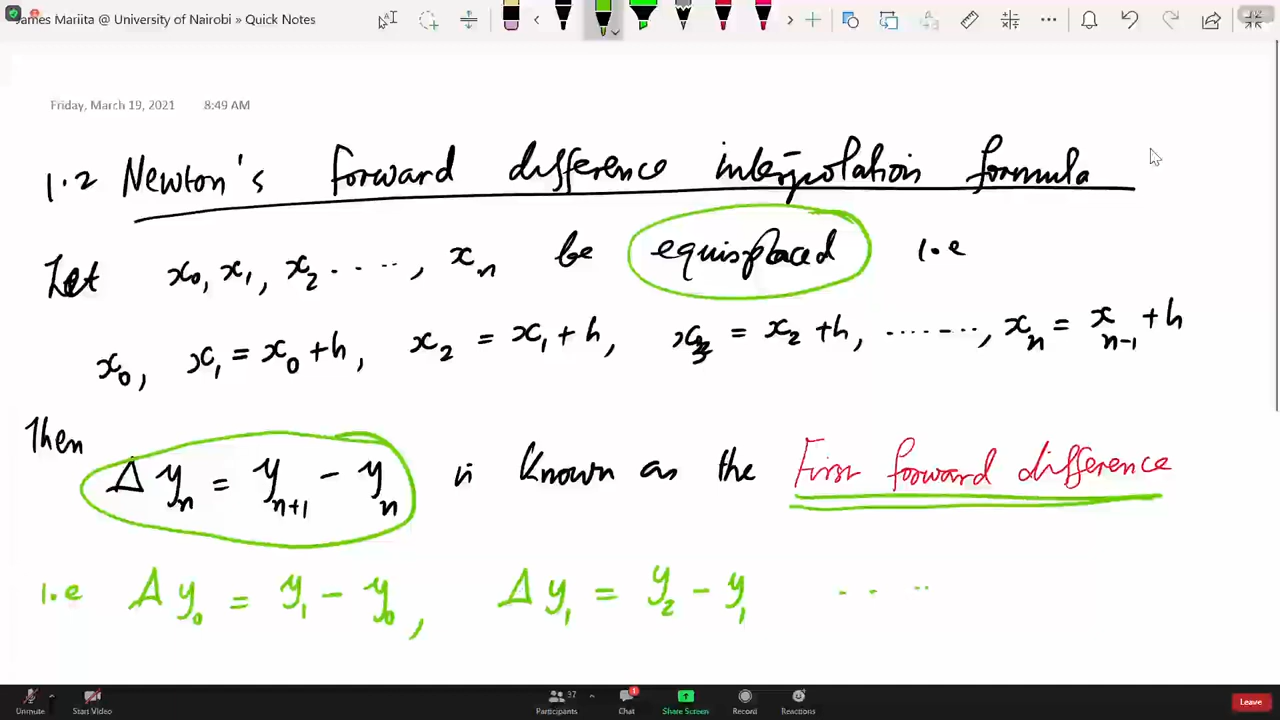 James Mariita @ University of Nairobi » Quick Notes
Friday, March 19, 2021 8:49 AM
1.2 Newton's forward difference interpolation formula
Let x₀, x₁, x₂ ....., xₙ be equispaced i.e
x₀, x₁ = x₀ + h, x₂ = x₁ + h, x₃ = x₂ + h, ......., xₙ = xₙ₋₁ + h
Then
Δyₙ = yₙ₊₁ − yₙ is known as the First forward difference
i.e Δy₀ = y₁ − y₀, Δy₁ = y₂ − y₁ ....
Unmute Start Video Participants 37 Chat 1 Share Screen Record Reactions Leave